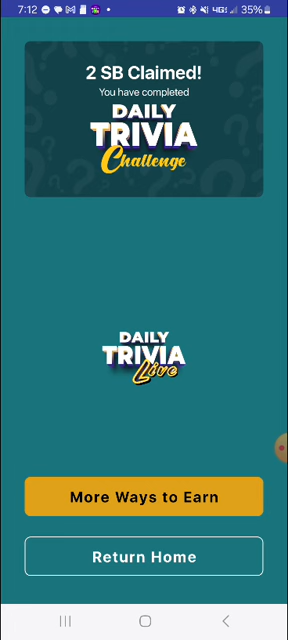 7:12
4G
35%
2 SB Claimed!
You have completed
DAILY
TRIVIA
Challenge
DAILY
TRIVIA
Live
More Ways to Earn
Return Home